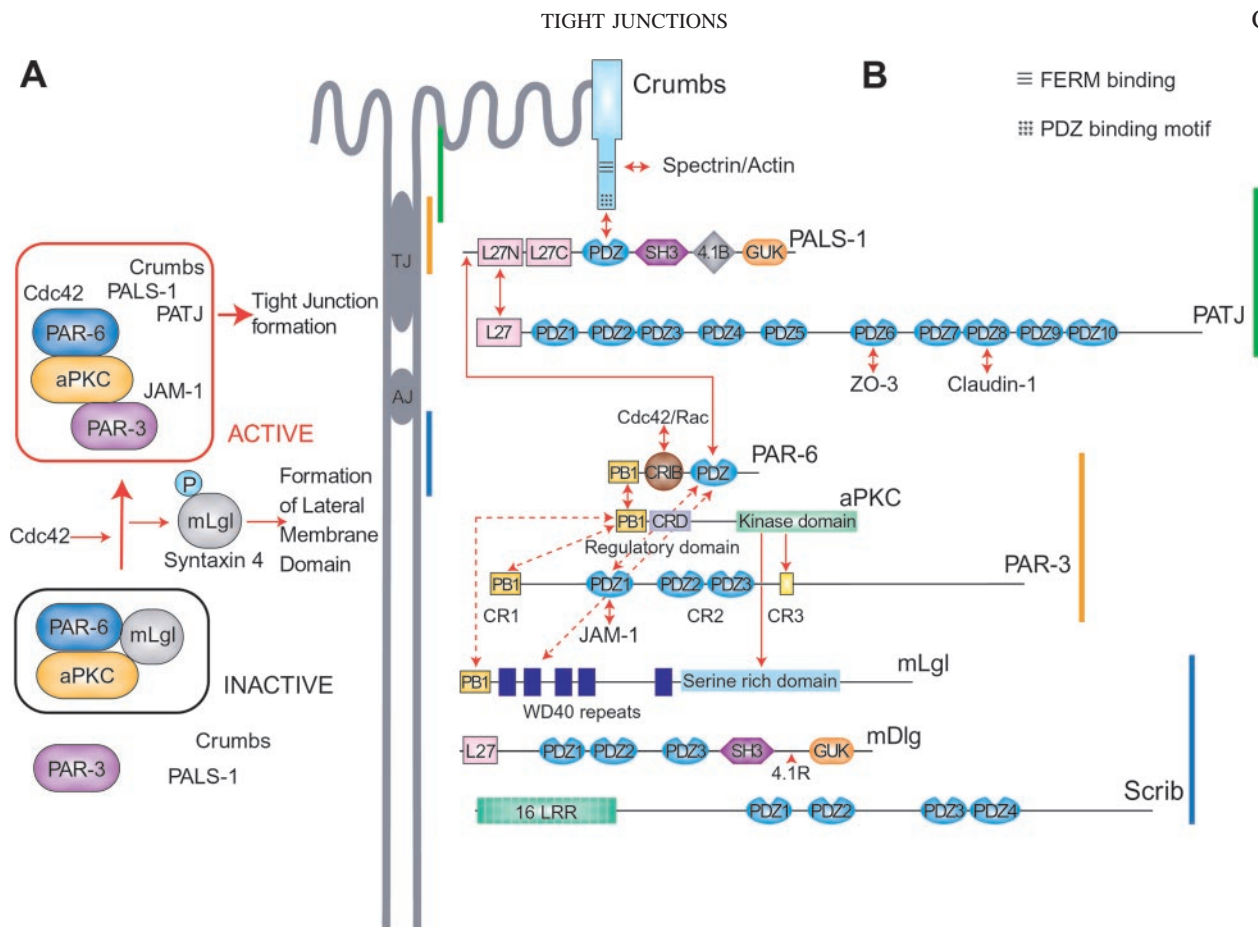 TIGHT JUNCTIONS
A
Crumbs
B
FERM binding
PDZ binding motif
Spectrin/Actin
L27N
L27C
PDZ
SH3
4.1B
GUK
PALS-1
L27
PDZ1
PDZ2
PDZ3
PDZ4
PDZ5
PDZ6
PDZ7
PDZ8
PDZ9
PDZ10
PATJ
ZO-3
Claudin-1
TJ
AJ
Crumbs
Cdc42
PALS-1
PATJ
PAR-6
aPKC
JAM-1
PAR-3
ACTIVE
Tight Junction
formation
P
mLgl
Syntaxin 4
Cdc42
Formation
of Lateral
Membrane
Domain
PAR-6
mLgl
aPKC
INACTIVE
PAR-3
Crumbs
PALS-1
Cdc42/Rac
PB1
CRIB
PDZ
PAR-6
aPKC
PB1
CRD
Kinase domain
Regulatory domain
PAR-3
PB1
PDZ1
PDZ2
PDZ3
CR1
CR2
CR3
JAM-1
PB1
Serine rich domain
mLgl
WD40 repeats
mDlg
L27
PDZ1
PDZ2
PDZ3
SH3
GUK
4.1R
Scrib
16 LRR
PDZ1
PDZ2
PDZ3
PDZ4